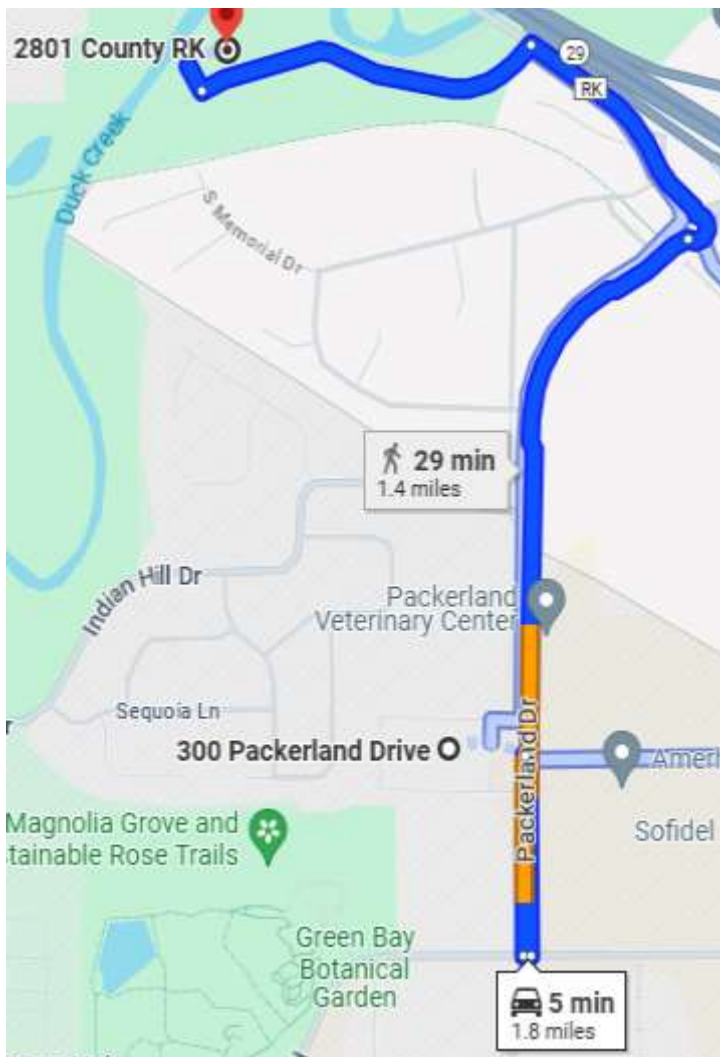 2801 County RK
29
RK
Duck Creek
S Memorial Dr
29 min
1.4 miles
Indian Hill Dr
Packerland
Veterinary Center
Sequoia Ln
r
300 Packerland Drive
Packerland Dr
Ameri
Sofidel
Magnolia Grove and
tainable Rose Trails
Green Bay
Botanical
Garden
5 min
1.8 miles